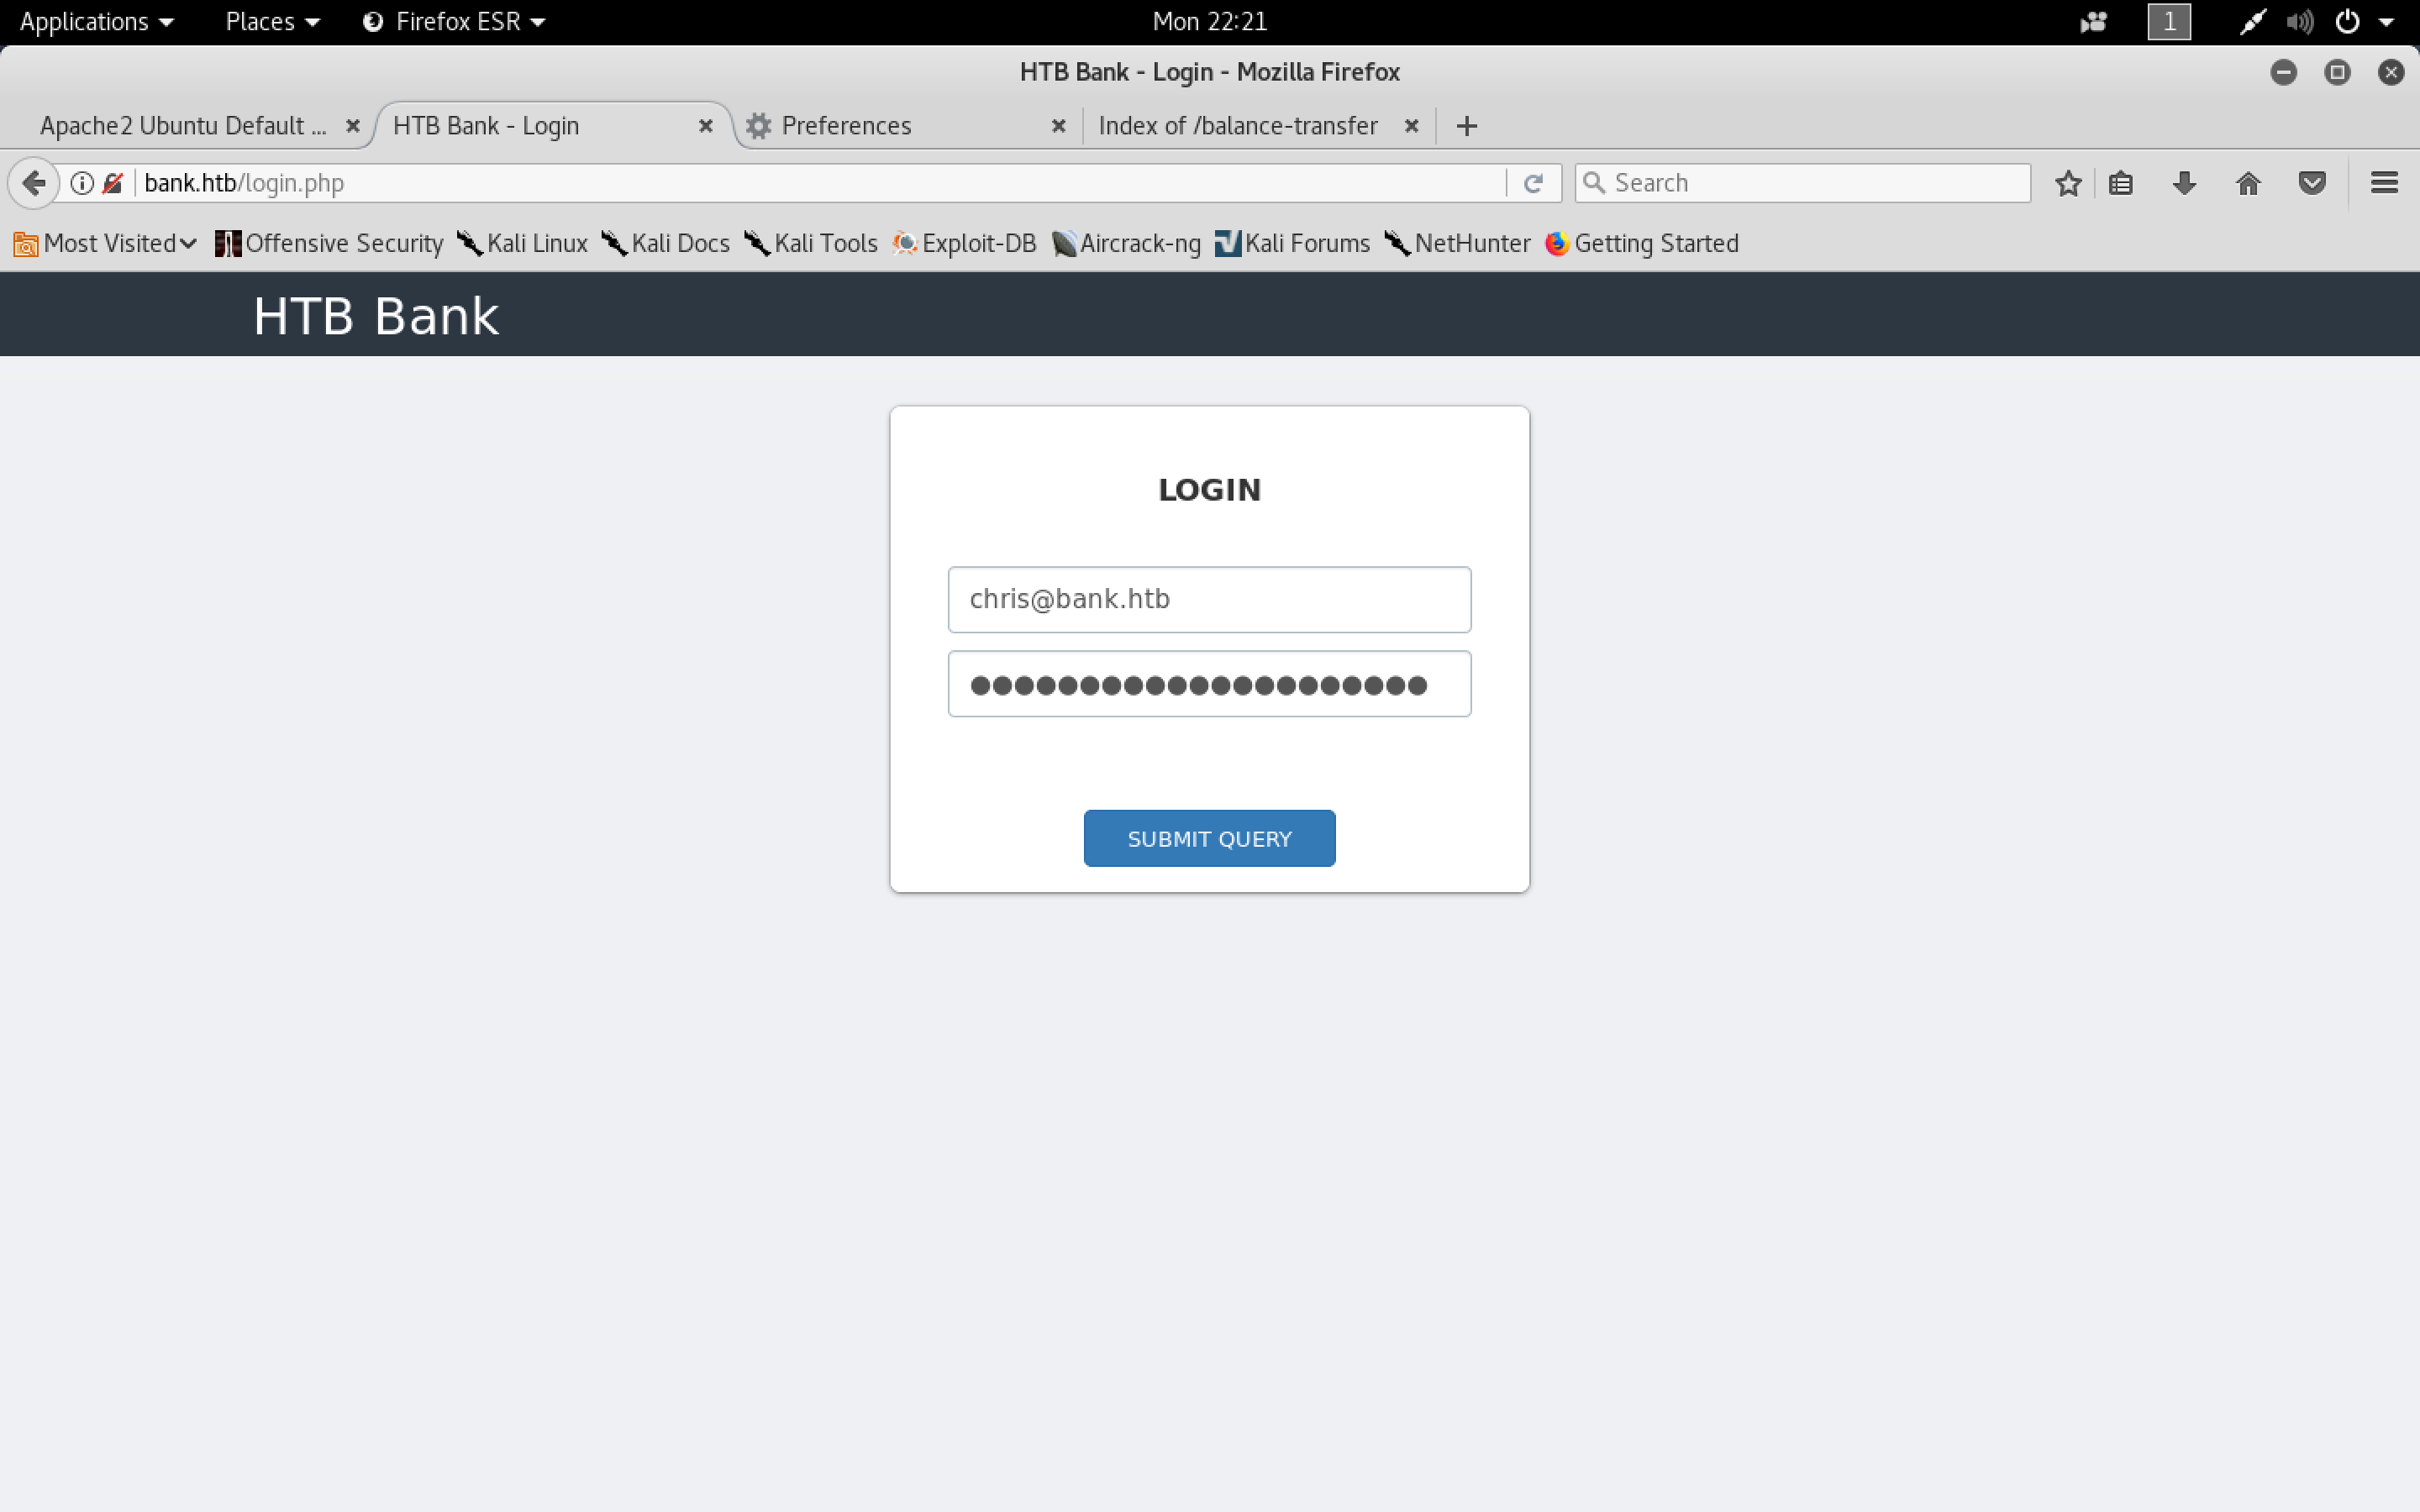 Applications Places Firefox ESR Mon 22:21 1
HTB Bank - Login - Mozilla Firefox
Apache2 Ubuntu Default ... HTB Bank - Login Preferences Index of /balance-transfer
bank.htb/login.php Search
Most Visited Offensive Security Kali Linux Kali Docs Kali Tools Exploit-DB Aircrack-ng Kali Forums NetHunter Getting Started
HTB Bank
LOGIN
chris@bank.htb
●●●●●●●●●●●●●●●●●●●●●
SUBMIT QUERY